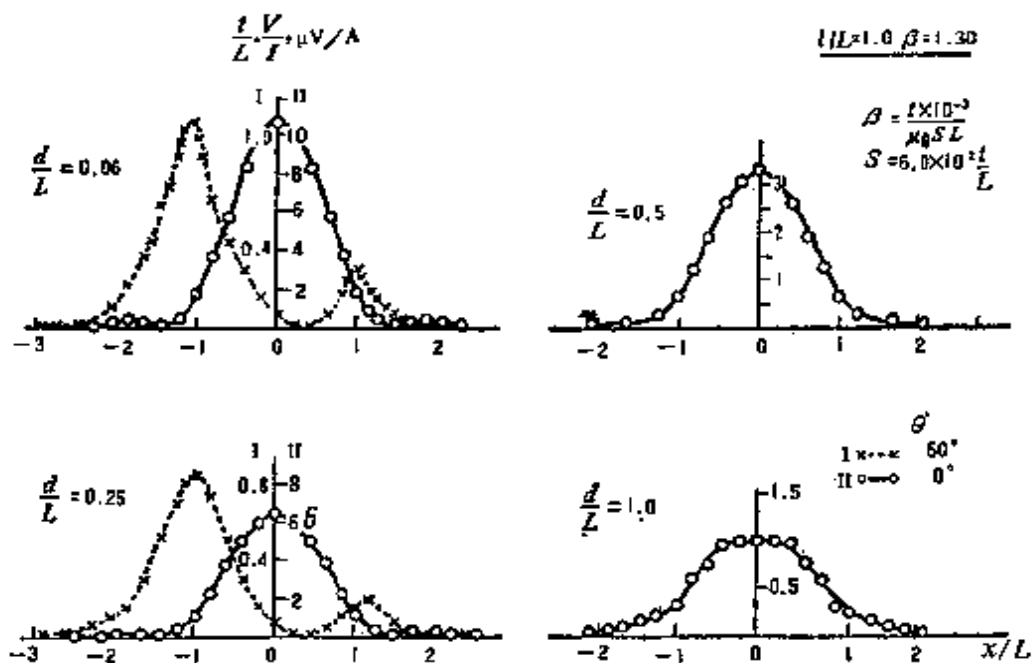 t/L · V/I, μV/A
l/L=1.0 β=1.30
β = t×10⁻³/μ₀SL
S=6.0×10² t/L
d/L = 0.06
I II
1.0 10
8
6
0.4 4
2
−3 −2 −1 0 1 2
d/L = 0.5
3
2
1
−2 −1 0 1 2
d/L = 0.25
I II
0.8 8
6 6
0.4 4
2
−3 −2 −1 0 1 2
d/L = 1.0
θ
I ×···× 60°
II ○—○ 0°
1.5
0.5
−2 −1 0 1 2 x/L